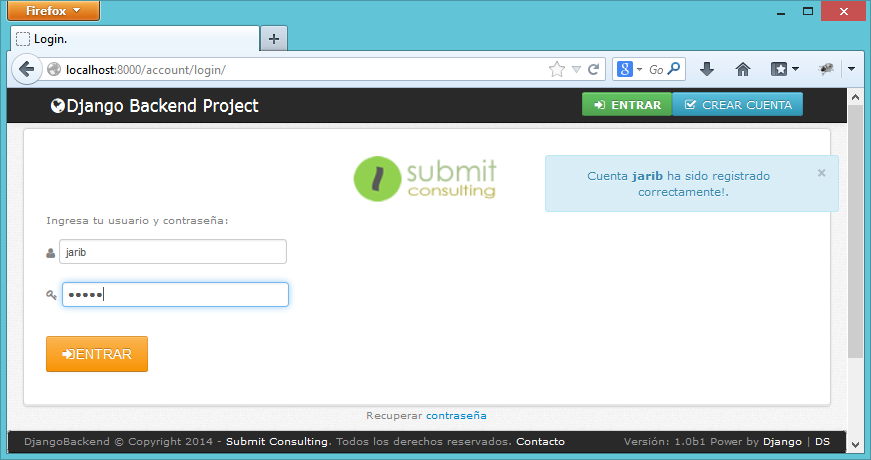 Firefox
Login.
localhost:8000/account/login/
Go
Django Backend Project
ENTRAR
CREAR CUENTA
submit
consulting
Cuenta jarib ha sido registrado
correctamente!.
Ingresa tu usuario y contraseña:
jarib
ENTRAR
Recuperar contraseña
DjangoBackend © Copyright 2014 - Submit Consulting. Todos los derechos reservados. Contacto
Versión: 1.0b1 Power by Django | DS